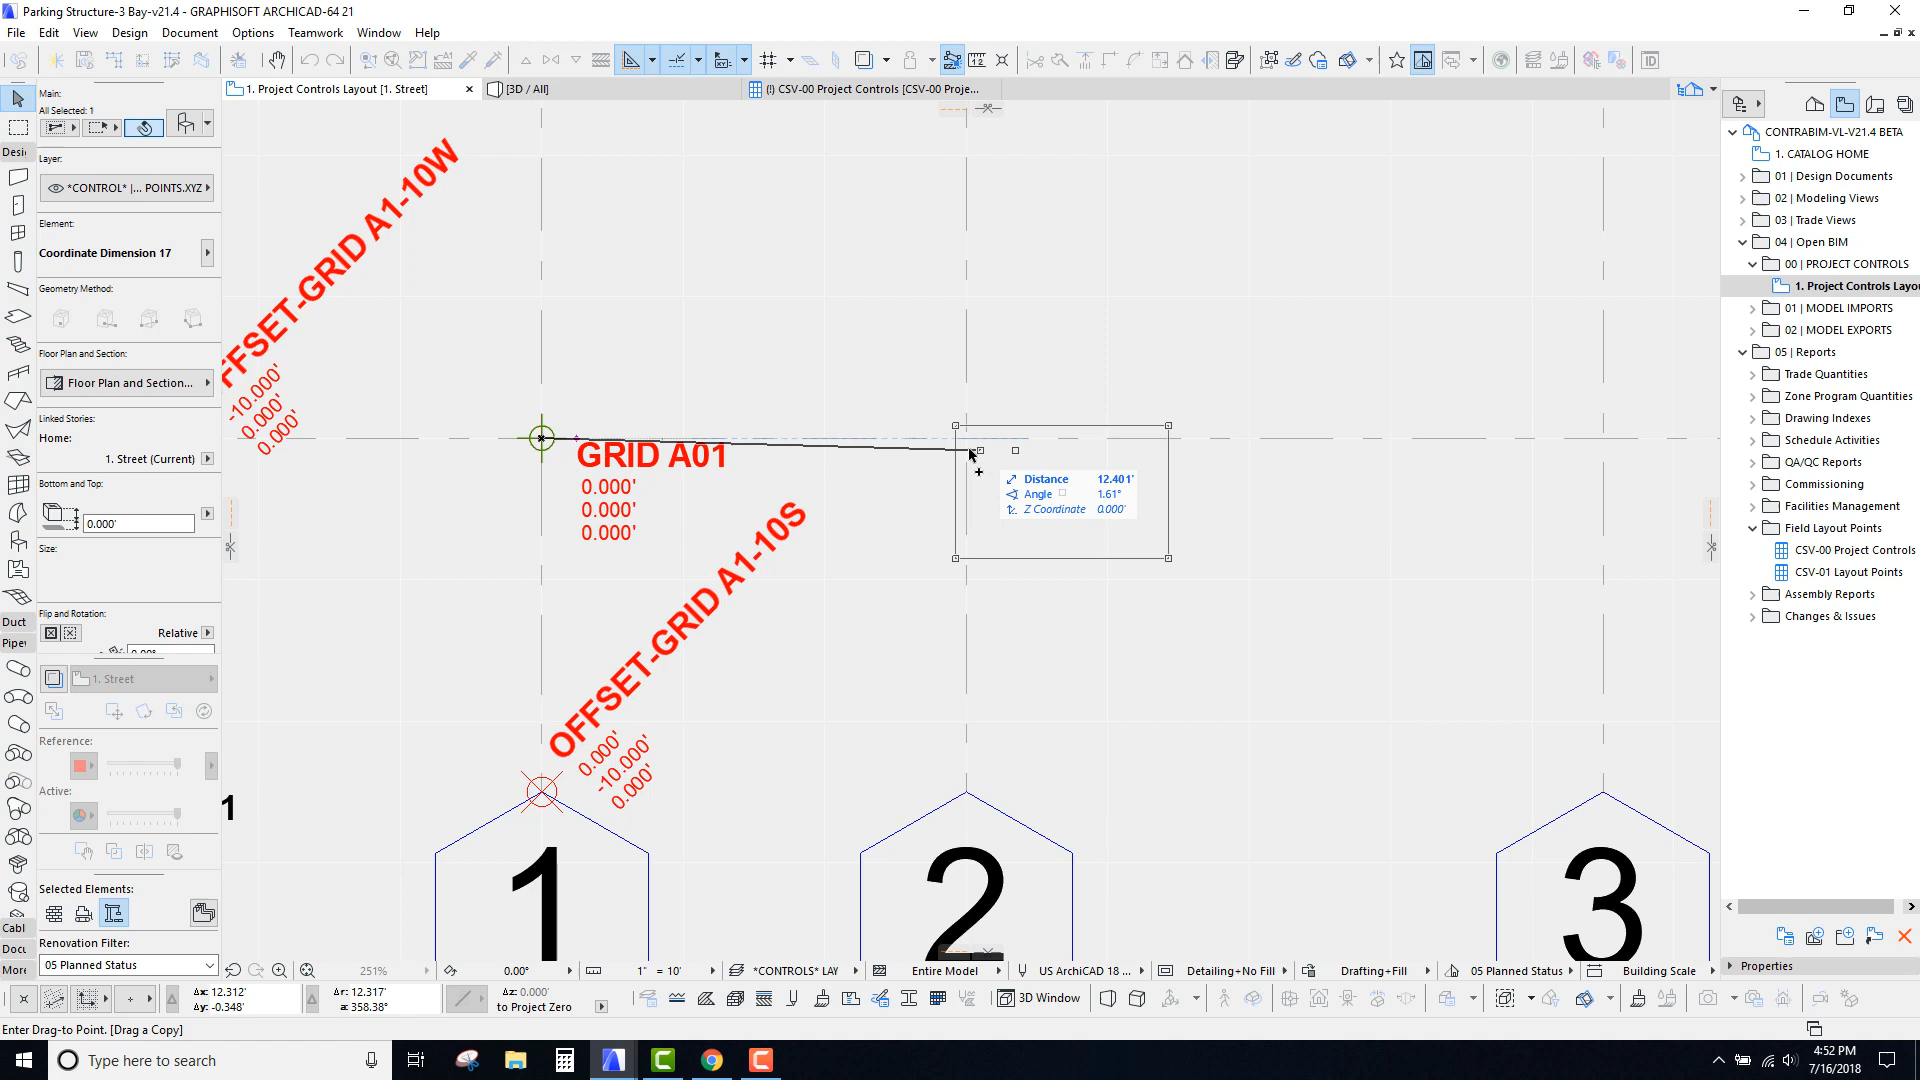 Parking Structure-3 Bay-v21.4 - GRAPHISOFT ARCHICAD-64 21
File Edit View Design Document Options Teamwork Window Help
1. Project Controls Layout [1. Street]
[3D / All]
(!) CSV-00 Project Controls [CSV-00 Proje...
Main:
All Selected: 1
Layer:
*CONTROL* |... POINTS.XYZ
Element:
Coordinate Dimension 17
Geometry Method:
Floor Plan and Section:
Floor Plan and Section...
Linked Stories:
Home:
1. Street (Current)
Bottom and Top:
0.000'
Size:
Flip and Rotation:
Relative
0.00°
1. Street
Reference:
Active:
Selected Elements:
Renovation Filter:
05 Planned Status
Desi
Duct
Pipev
Cabl
Docu
More
OFFSET-GRID A1-10W
-10.000'
0.000'
0.000'
GRID A01
0.000'
0.000'
0.000'
OFFSET-GRID A1-10S
0.000'
-10.000'
0.000'
Distance 12.401'
Angle 1.61°
Z Coordinate 0.000'
1
1
2
3
CONTRABIM-VL-V21.4 BETA
1. CATALOG HOME
01 | Design Documents
02 | Modeling Views
03 | Trade Views
04 | Open BIM
00 | PROJECT CONTROLS
1. Project Controls Layou
01 | MODEL IMPORTS
02 | MODEL EXPORTS
05 | Reports
Trade Quantities
Zone Program Quantities
Drawing Indexes
Schedule Activities
QA/QC Reports
Commissioning
Facilities Management
Field Layout Points
CSV-00 Project Controls
CSV-01 Layout Points
Assembly Reports
Changes & Issues
Properties
251%
0.00°
1" = 10'
*CONTROLS* LAY
Entire Model
US ArchiCAD 18 ...
Detailing+No Fill
Drafting+Fill
05 Planned Status
Building Scale
Δx: 12.312'
Δy: -0.348'
Δr: 12.317'
a: 358.38°
Δz: 0.000'
to Project Zero
3D Window
Enter Drag-to Point. [Drag a Copy]
Type here to search
4:52 PM
7/16/2018